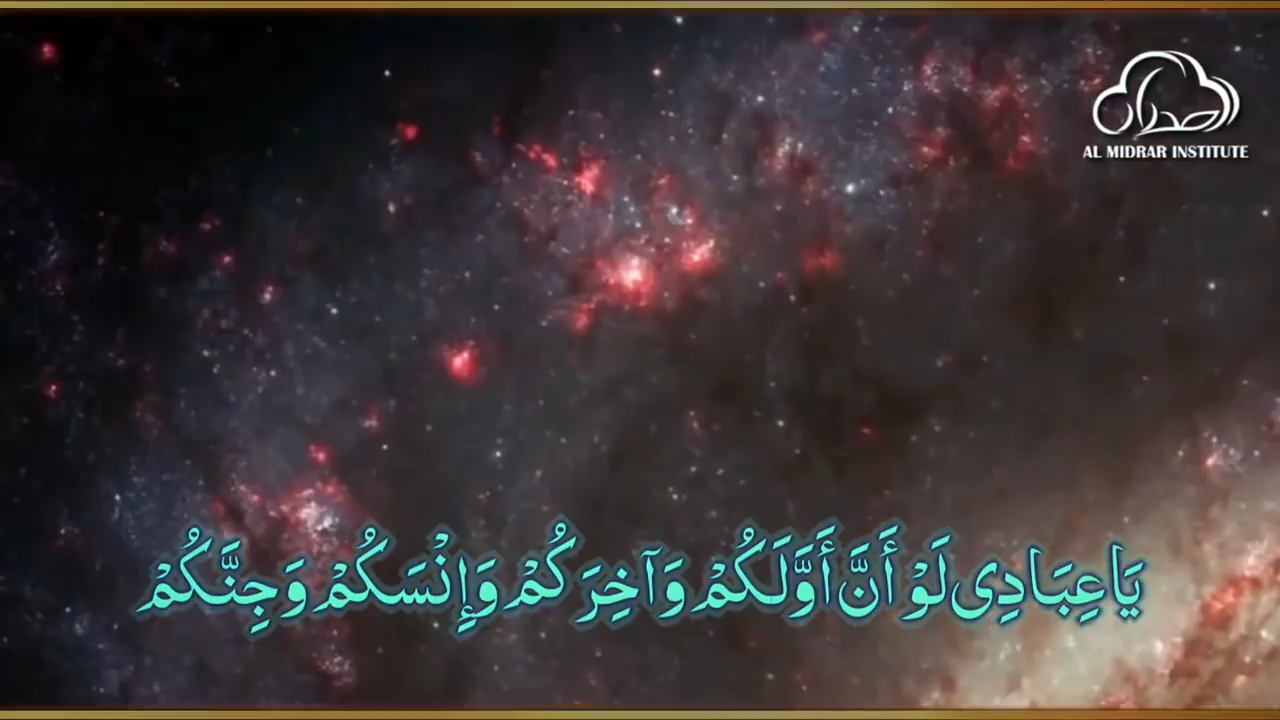 AL MIDRAR INSTITUTE
يَا عِبَادِى لَوْ أَنَّ أَوَّلَكُمْ وَآخِرَكُمْ وَإِنْسَكُمْ وَجِنَّكُمْ